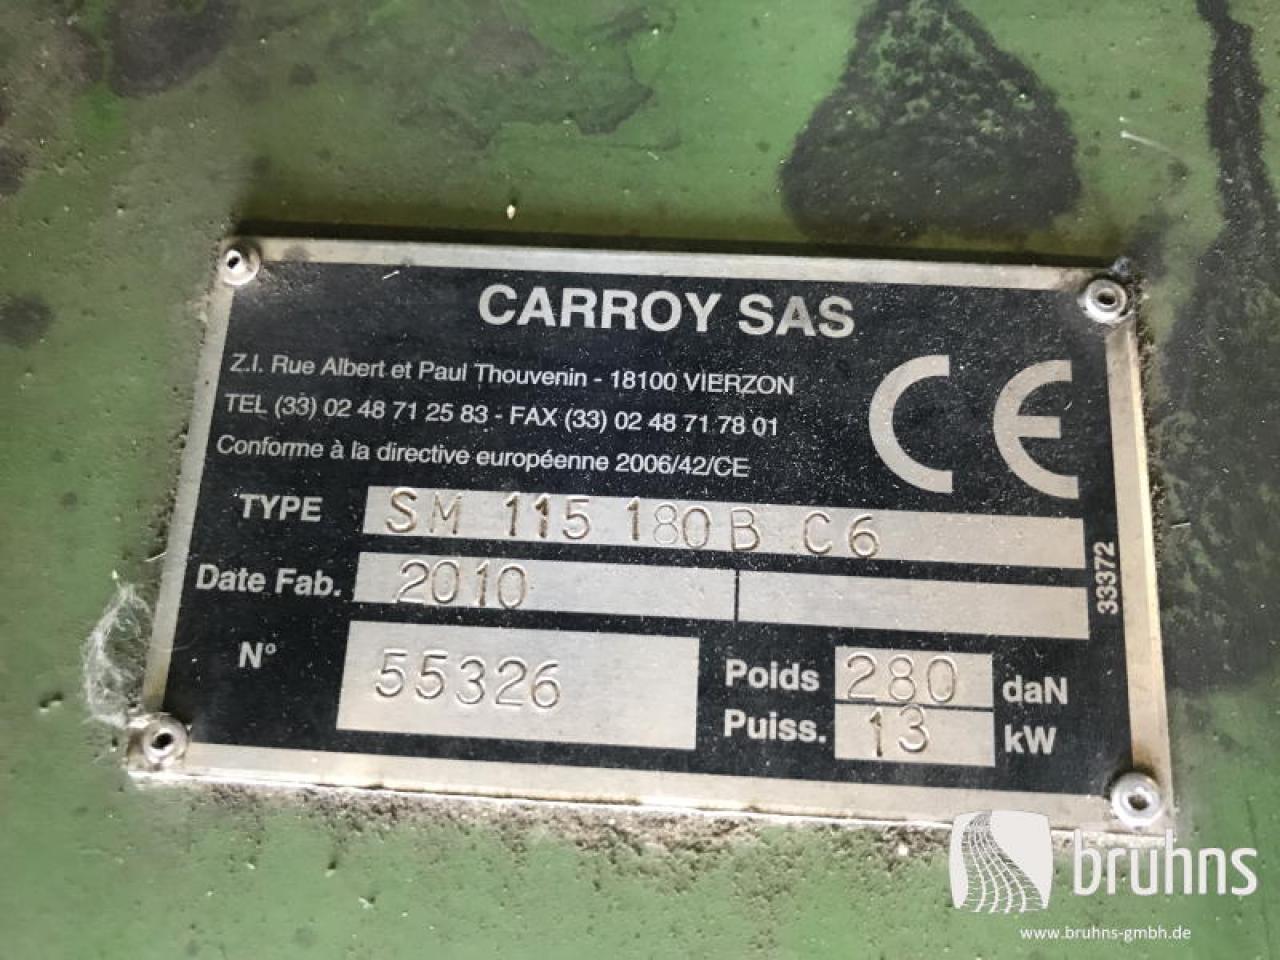 CARROY SAS
Z.I. Rue Albert et Paul Thouvenin - 18100 VIERZON
TEL (33) 02 48 71 25 83 - FAX (33) 02 48 71 78 01
Conforme à la directive européenne 2006/42/CE
CE
TYPE SM 115 180 B C6
Date Fab. 2010
33372
N° 55326
Poids 280 daN
Puiss. 13 kW
bruhns
www.bruhns-gmbh.de